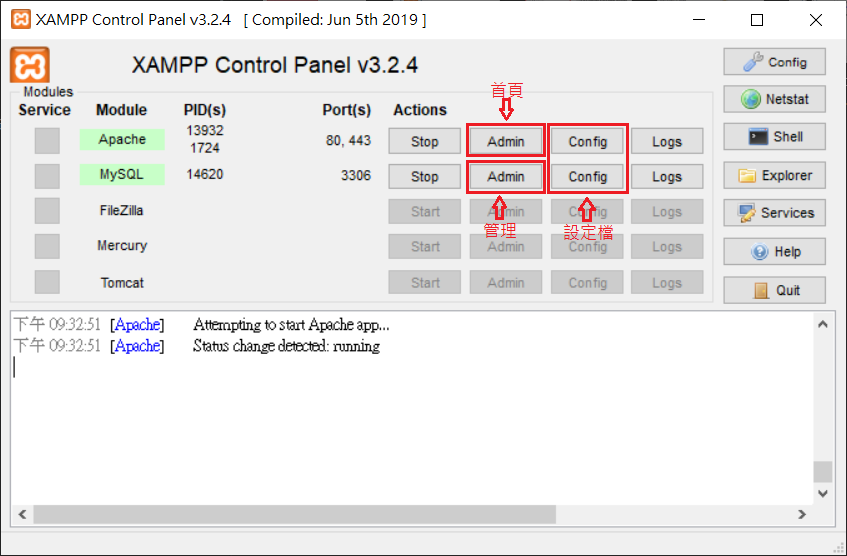 XAMPP Control Panel v3.2.4 [ Compiled: Jun 5th 2019 ]
XAMPP Control Panel v3.2.4
Config
Modules
首頁
Service Module PID(s) Port(s) Actions
Netstat
Apache 13932 1724 80, 443 Stop Admin Config Logs
Shell
MySQL 14620 3306 Stop Admin Config Logs
Explorer
FileZilla Start Admin Config Logs
Services
管理 設定檔
Mercury Start Admin Config Logs
Help
Tomcat Start Admin Config Logs
Quit
下午 09:32:51 [Apache] Attempting to start Apache app...
下午 09:32:51 [Apache] Status change detected: running